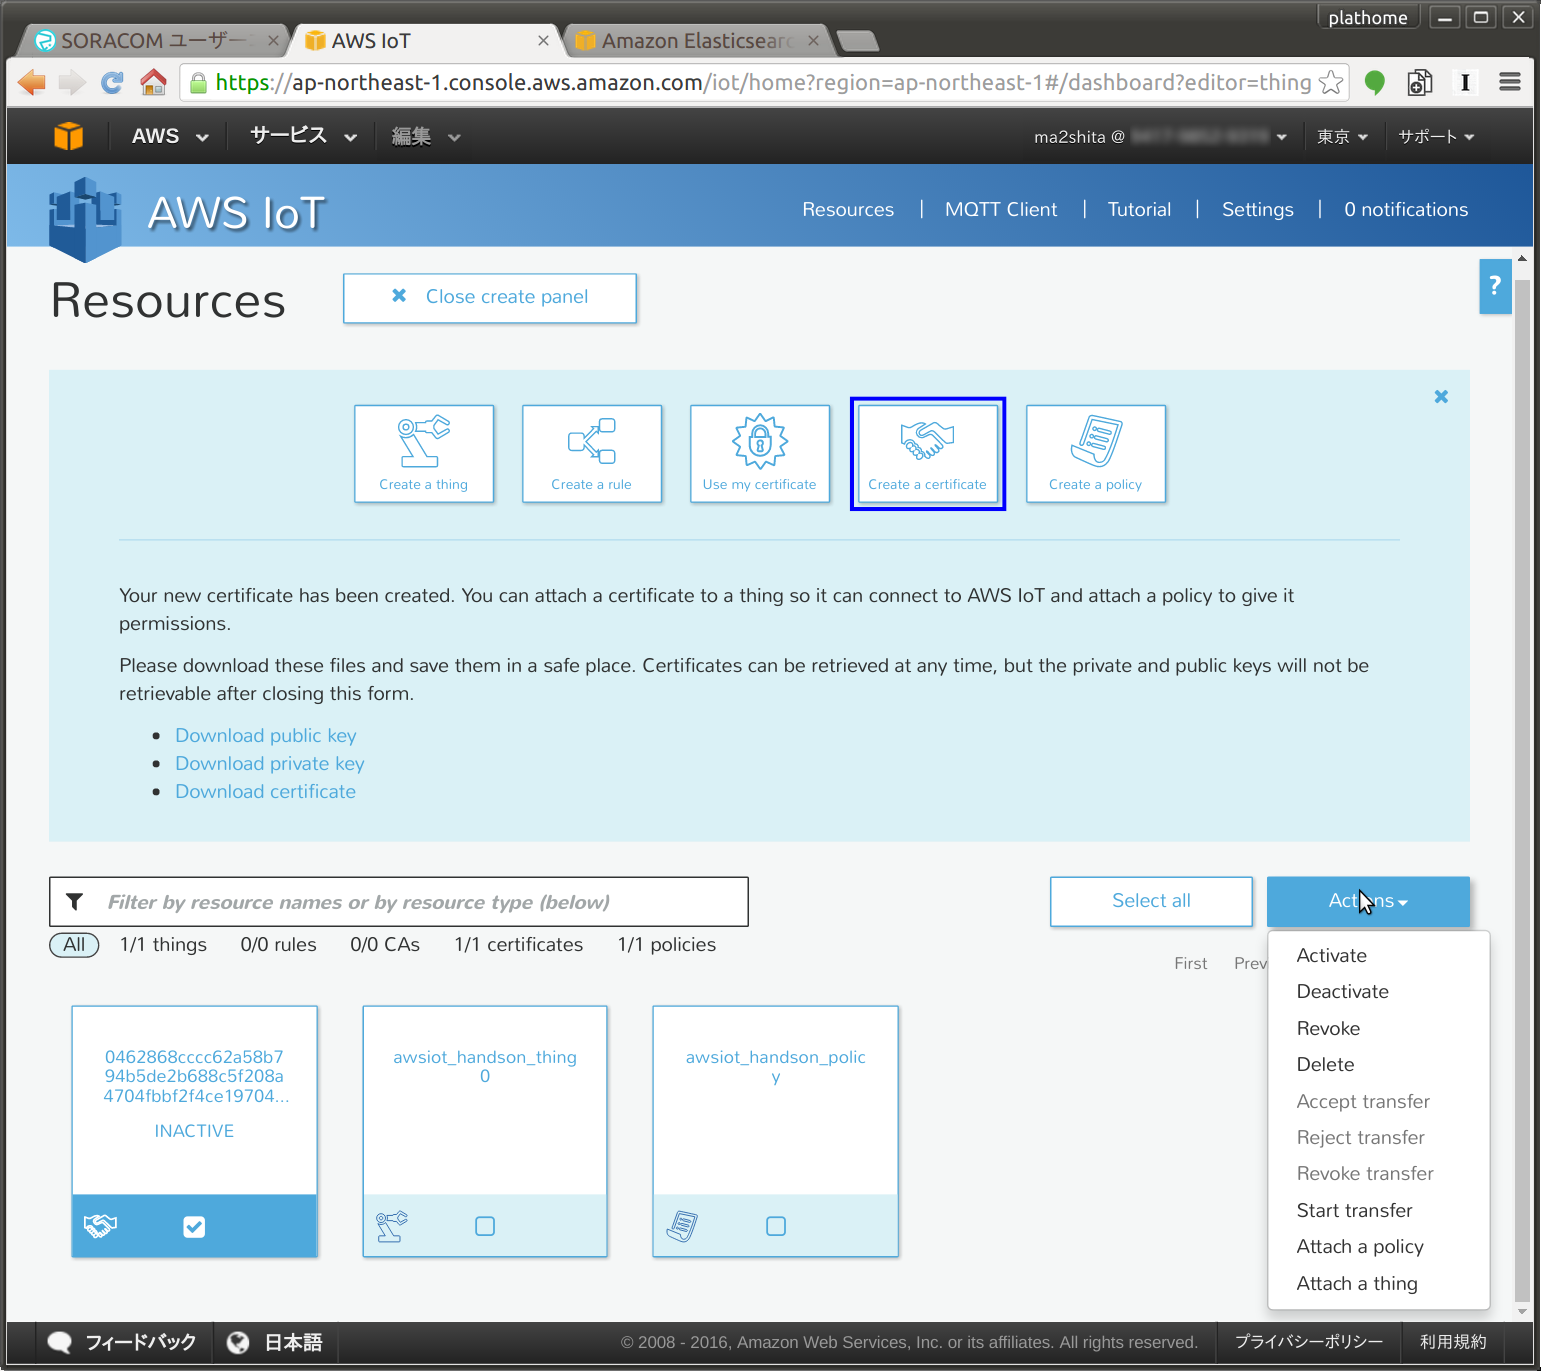 plathome
SORACOM ユーザー
AWS IoT
Amazon Elasticsearc
https://ap-northeast-1.console.aws.amazon.com/iot/home?region=ap-northeast-1#/dashboard?editor=thing
AWS サービス 編集 ma2shita @ 東京 サポート
AWS IoT
Resources | MQTT Client | Tutorial | Settings | 0 notifications
Resources
Close create panel
?
Create a thing
Create a rule
Use my certificate
Create a certificate
Create a policy
Your new certificate has been created. You can attach a certificate to a thing so it can connect to AWS IoT and attach a policy to give it
permissions.
Please download these files and save them in a safe place. Certificates can be retrieved at any time, but the private and public keys will not be
retrievable after closing this form.
Download public key
Download private key
Download certificate
Filter by resource names or by resource type (below)
Select all
All 1/1 things 0/0 rules 0/0 CAs 1/1 certificates 1/1 policies
First Prev
Activate
Deactivate
Revoke
Delete
Accept transfer
Reject transfer
Revoke transfer
Start transfer
Attach a policy
Attach a thing
0462868cccc62a58b7
94b5de2b688c5f208a
4704fbbf2f4ce19704...
INACTIVE
awsiot_handson_thing
0
awsiot_handson_polic
y
フィードバック 日本語 © 2008 - 2016, Amazon Web Services, Inc. or its affiliates. All rights reserved. プライバシーポリシー 利用規約